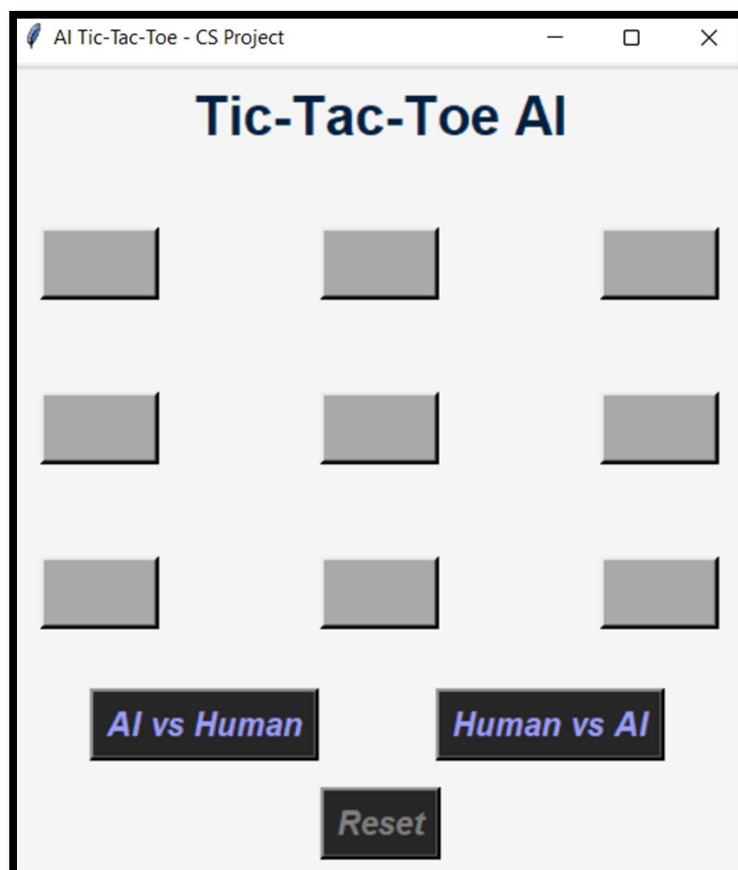 AI Tic-Tac-Toe - CS Project
Tic-Tac-Toe AI
AI vs Human
Human vs AI
Reset